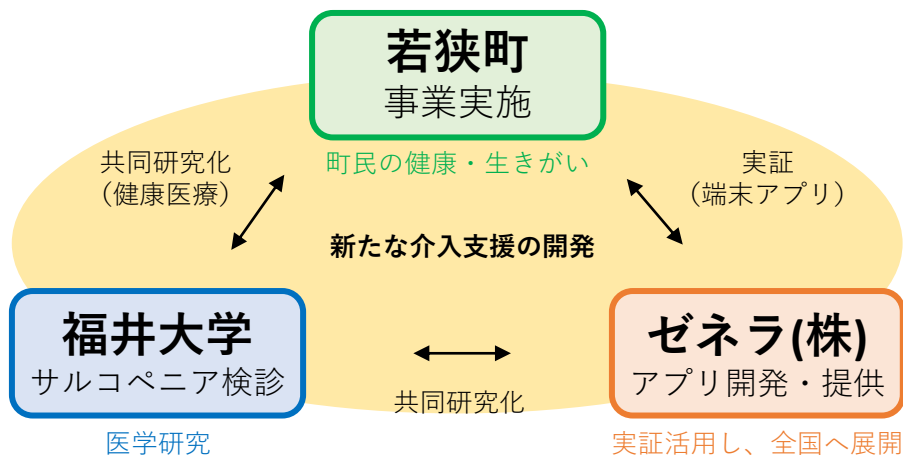 若狭町
事業実施
町民の健康・生きがい
共同研究化
（健康医療）
実証
（端末アプリ）
新たな介入支援の開発
福井大学
サルコペニア検診
医学研究
共同研究化
ゼネラ(株)
アプリ開発・提供
実証活用し、全国へ展開